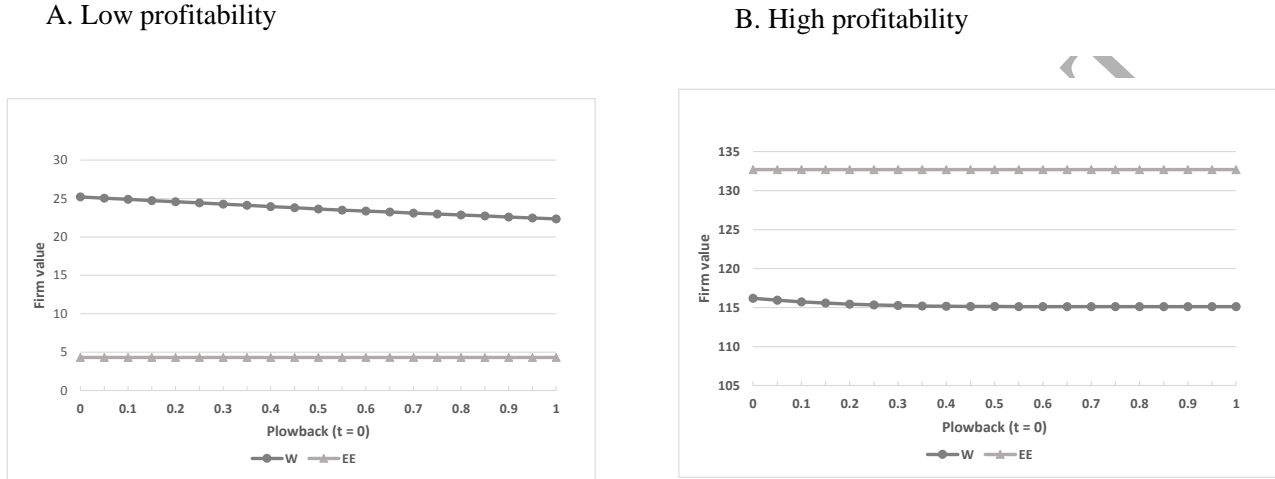 A. Low profitability
B. High profitability
30
25
20
15
10
5
0
Firm value
0 0.1 0.2 0.3 0.4 0.5 0.6 0.7 0.8 0.9 1
Plowback (t = 0)
W EE
135
130
125
120
115
110
105
Firm value
0 0.1 0.2 0.3 0.4 0.5 0.6 0.7 0.8 0.9 1
Plowback (t = 0)
W EE